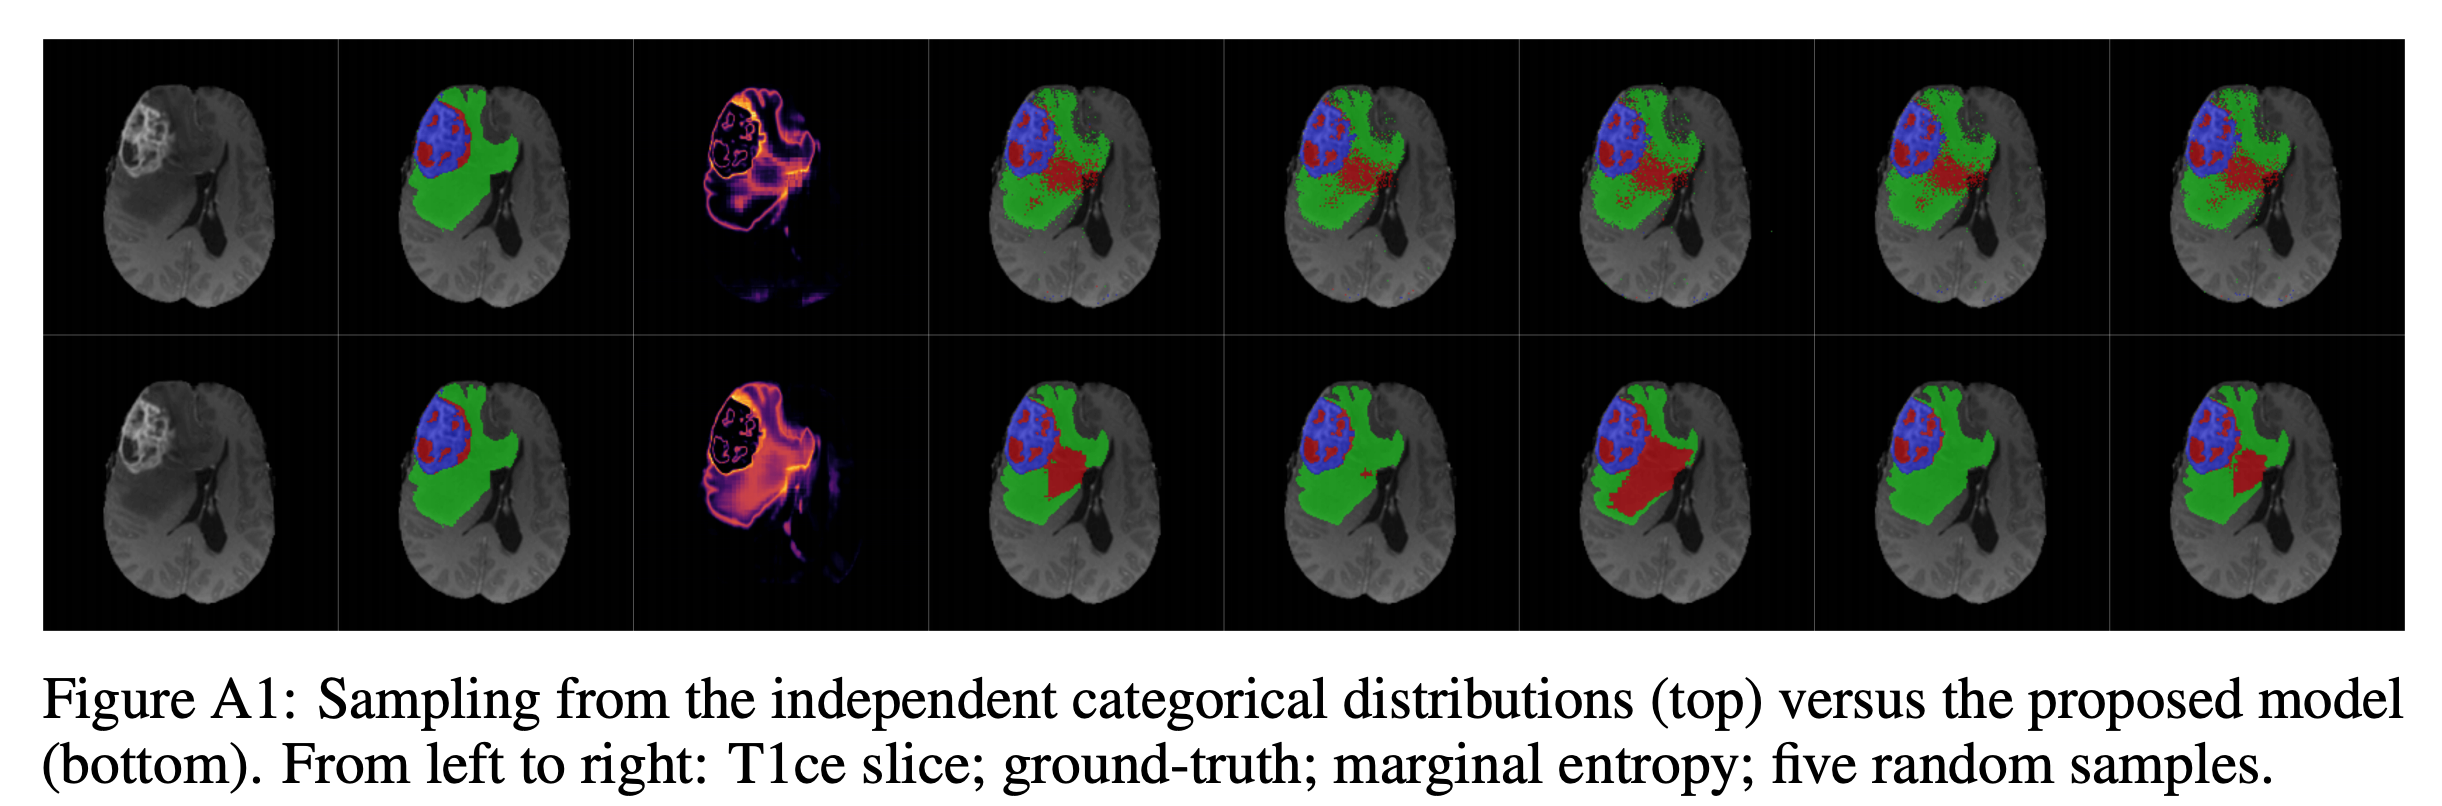 Figure A1: Sampling from the independent categorical distributions (top) versus the proposed model
(bottom). From left to right: T1ce slice; ground-truth; marginal entropy; five random samples.